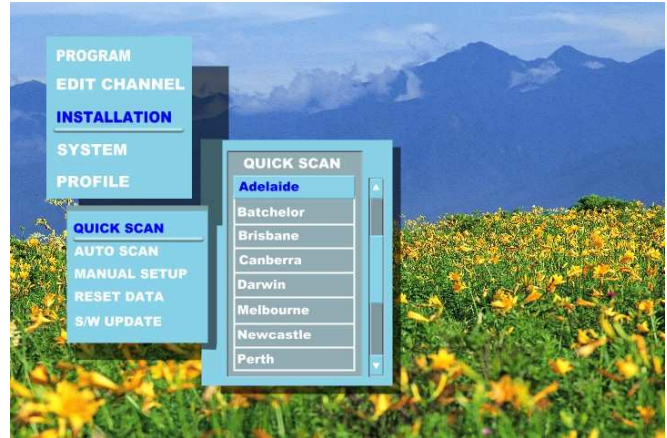 PROGRAM
EDIT CHANNEL
INSTALLATION
SYSTEM
PROFILE
QUICK SCAN
AUTO SCAN
MANUAL SETUP
RESET DATA
S/W UPDATE
QUICK SCAN
Adelaide
Batchelor
Brisbane
Canberra
Darwin
Melbourne
Newcastle
Perth